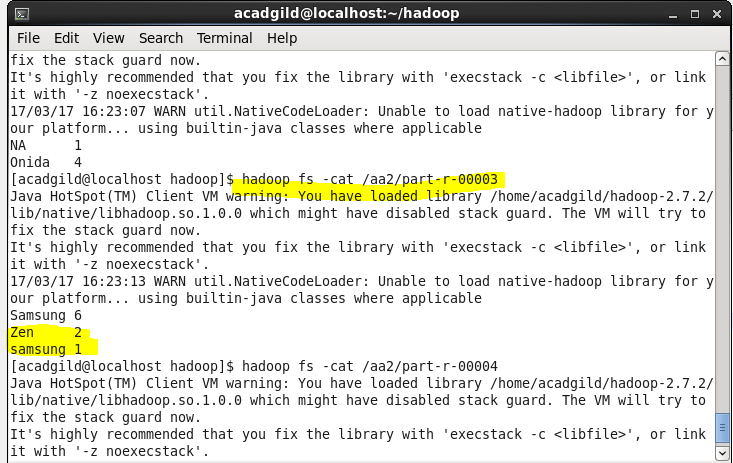 acadgild@localhost:~/hadoop
File Edit View Search Terminal Help
fix the stack guard now.
It's highly recommended that you fix the library with 'execstack -c <libfile>', or link
it with '-z noexecstack'.
17/03/17 16:23:07 WARN util.NativeCodeLoader: Unable to load native-hadoop library for y
our platform... using builtin-java classes where applicable
NA      1
Onida   4
[acadgild@localhost hadoop]$ hadoop fs -cat /aa2/part-r-00003
Java HotSpot(TM) Client VM warning: You have loaded library /home/acadgild/hadoop-2.7.2/
lib/native/libhadoop.so.1.0.0 which might have disabled stack guard. The VM will try to
fix the stack guard now.
It's highly recommended that you fix the library with 'execstack -c <libfile>', or link
it with '-z noexecstack'.
17/03/17 16:23:13 WARN util.NativeCodeLoader: Unable to load native-hadoop library for y
our platform... using builtin-java classes where applicable
Samsung 6
Zen     2
samsung 1
[acadgild@localhost hadoop]$ hadoop fs -cat /aa2/part-r-00004
Java HotSpot(TM) Client VM warning: You have loaded library /home/acadgild/hadoop-2.7.2/
lib/native/libhadoop.so.1.0.0 which might have disabled stack guard. The VM will try to
fix the stack guard now.
It's highly recommended that you fix the library with 'execstack -c <libfile>', or link
it with '-z noexecstack'.